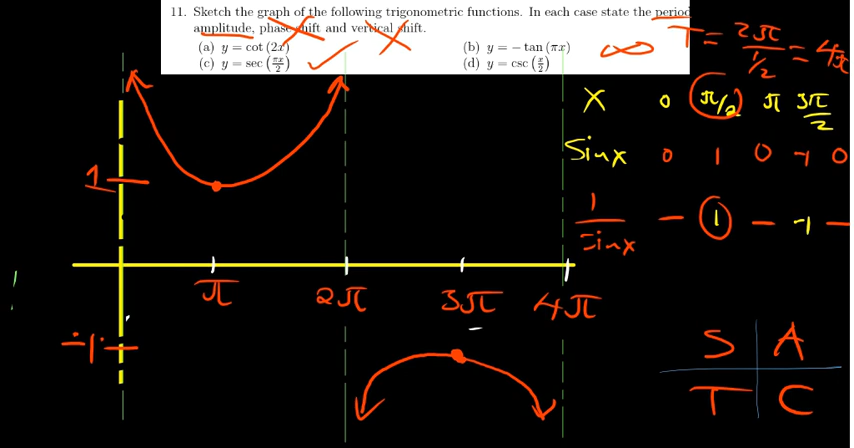 11. Sketch the graph of the following trigonometric functions. In each case state the period
amplitude, phase shift and vertical shift.
(a) y = cot (2x) (b) y = − tan (πx)
(c) y = sec (πx/2) (d) y = csc (x/2)
∞ T = 2π / 1/2 = 4π
x 0 π/2 π 3π/2
Sinx 0 1 0 -1 0
1/sinx – 1 – -1 –
1
π 2π 3π 4π
-1
S A
T C